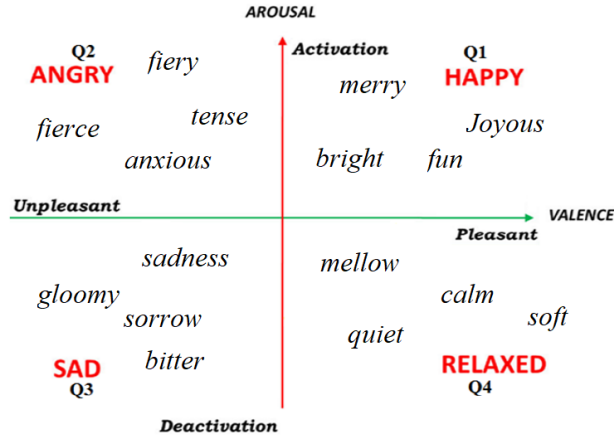 AROUSAL
Q2
ANGRY
fiery
Activation
Q1
HAPPY
merry
fierce
tense
Joyous
anxious
bright
fun
Unpleasant
VALENCE
Pleasant
sadness
mellow
gloomy
calm
sorrow
soft
quiet
bitter
SAD
Q3
RELAXED
Q4
Deactivation